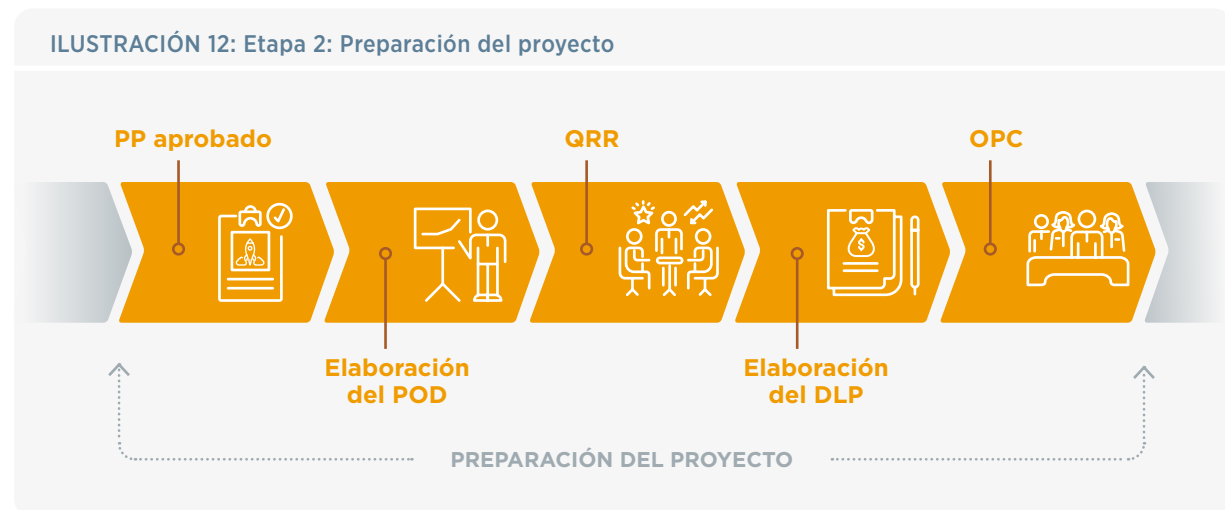 ILUSTRACIÓN 12: Etapa 2: Preparación del proyecto
PP aprobado
QRR
OPC
$
$
Elaboración
del POD
Elaboración
del DLP
PREPARACIÓN DEL PROYECTO